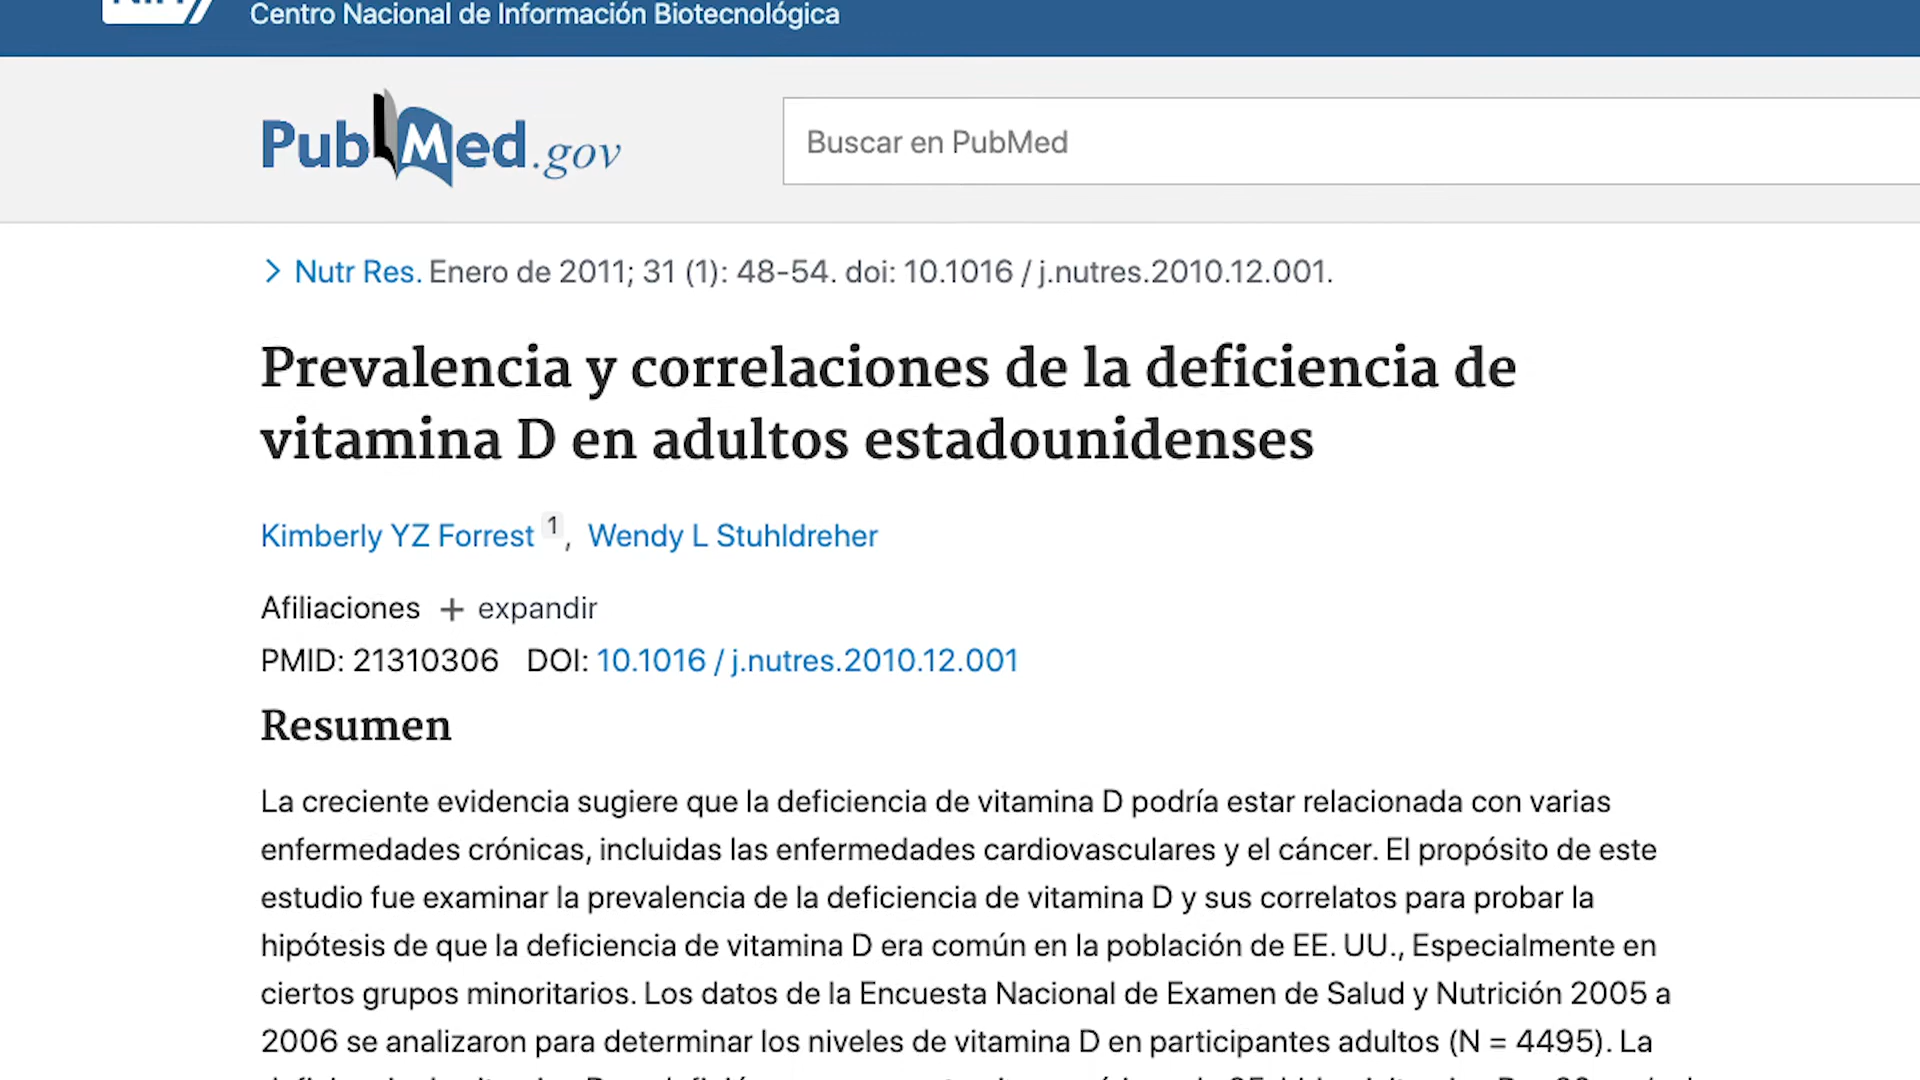 Centro Nacional de Información Biotecnológica
PubMed.gov
Buscar en PubMed
> Nutr Res. Enero de 2011; 31 (1): 48-54. doi: 10.1016 / j.nutres.2010.12.001.
Prevalencia y correlaciones de la deficiencia de
vitamina D en adultos estadounidenses
Kimberly YZ Forrest 1, Wendy L Stuhldreher
Afiliaciones + expandir
PMID: 21310306 DOI: 10.1016 / j.nutres.2010.12.001
Resumen
La creciente evidencia sugiere que la deficiencia de vitamina D podría estar relacionada con varias
enfermedades crónicas, incluidas las enfermedades cardiovasculares y el cáncer. El propósito de este
estudio fue examinar la prevalencia de la deficiencia de vitamina D y sus correlatos para probar la
hipótesis de que la deficiencia de vitamina D era común en la población de EE. UU., Especialmente en
ciertos grupos minoritarios. Los datos de la Encuesta Nacional de Examen de Salud y Nutrición 2005 a
2006 se analizaron para determinar los niveles de vitamina D en participantes adultos (N = 4495). La